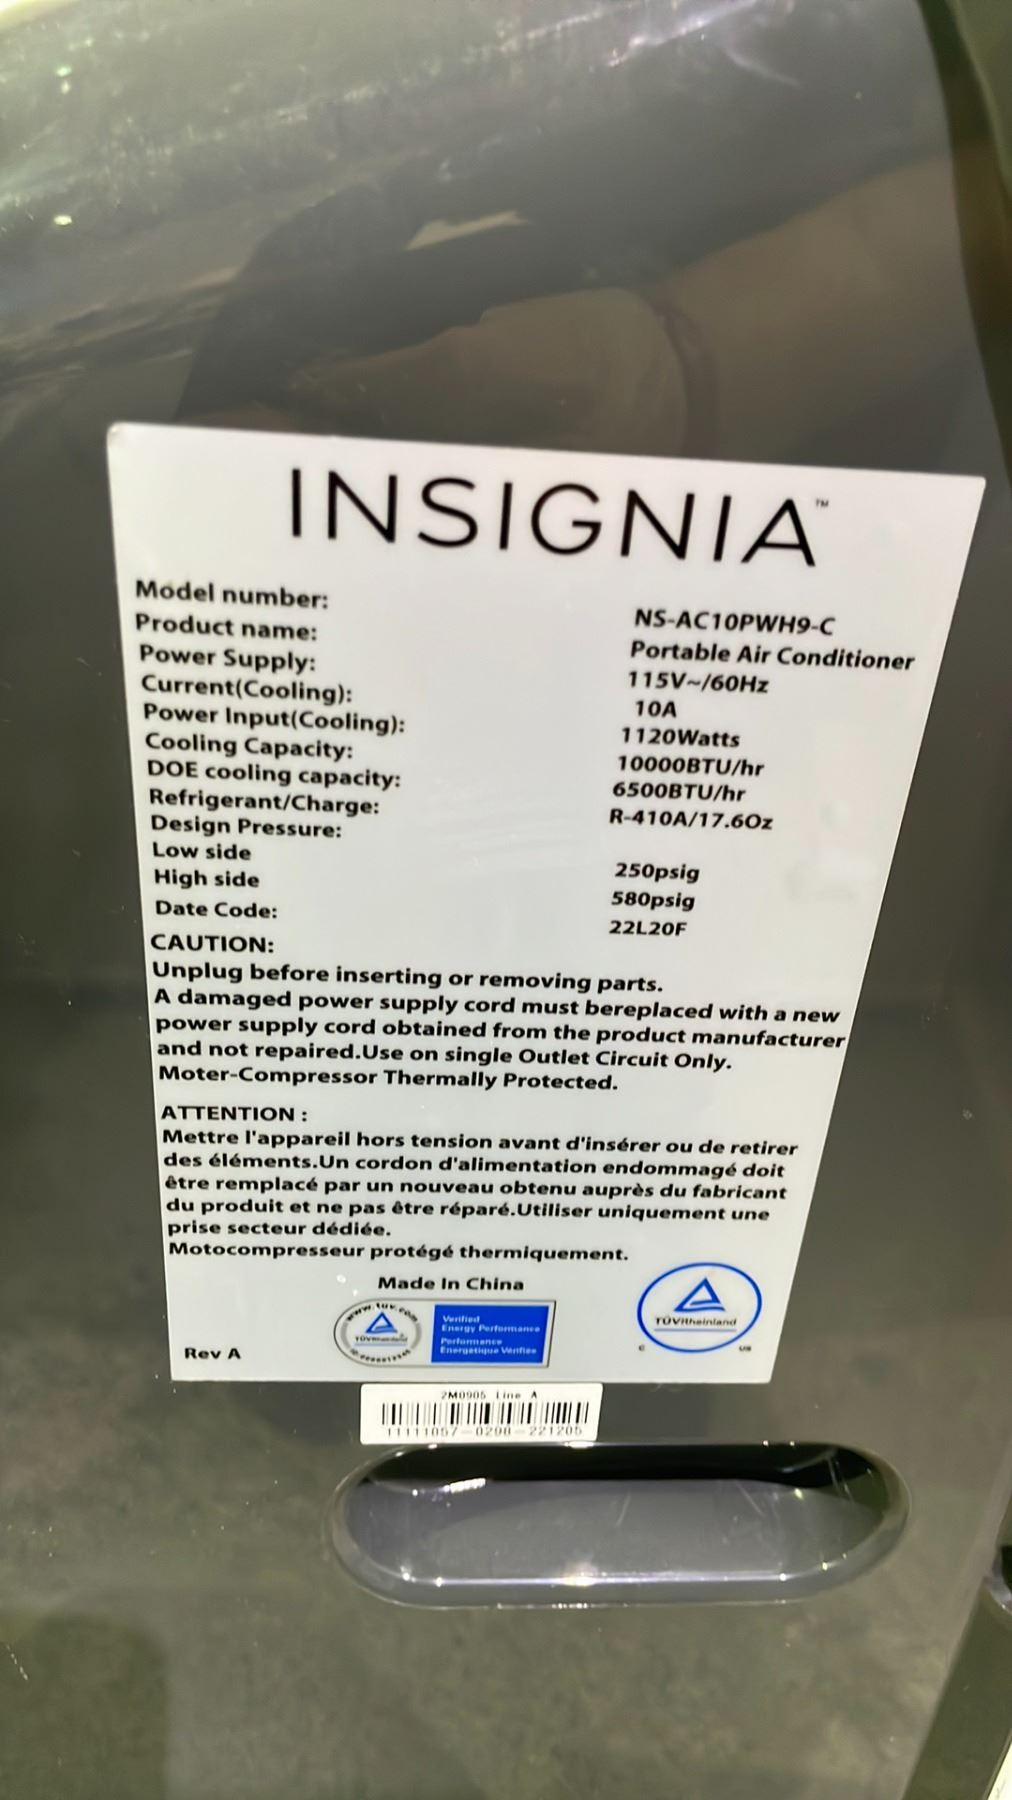 INSIGNIA™
Model number: NS-AC10PWH9-C
Product name: Portable Air Conditioner
Power Supply: 115V~/60Hz
Current(Cooling): 10A
Power Input(Cooling): 1120Watts
Cooling Capacity: 10000BTU/hr
DOE cooling capacity: 6500BTU/hr
Refrigerant/Charge: R-410A/17.6Oz
Design Pressure:
Low side 250psig
High side 580psig
Date Code: 22L20F
CAUTION:
Unplug before inserting or removing parts.
A damaged power supply cord must bereplaced with a new
power supply cord obtained from the product manufacturer
and not repaired.Use on single Outlet Circuit Only.
Moter-Compressor Thermally Protected.
ATTENTION :
Mettre l'appareil hors tension avant d'insérer ou de retirer
des éléments.Un cordon d'alimentation endommagé doit
être remplacé par un nouveau obtenu auprès du fabricant
du produit et ne pas être réparé.Utiliser uniquement une
prise secteur dédiée.
Motocompresseur protégé thermiquement.
Made In China
www.tuv.com
TÜVRheinland
Verified
Energy Performance
Performance
Énergétique Vérifiée
TÜVRheinland
C US
Rev A
2M0905 Line A
11111057-0298-221205